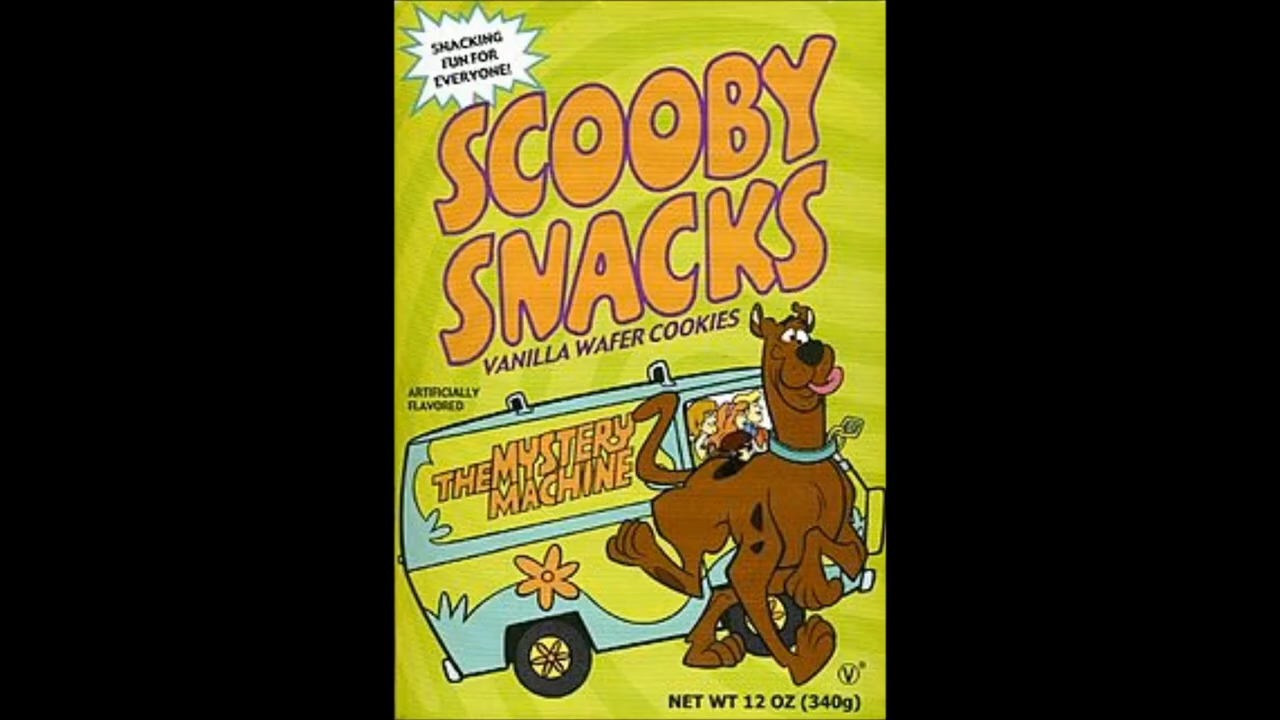 SNACKING
FUN FOR
EVERYONE!
SCOOBY
SNACKS
VANILLA WAFER COOKIES
ARTIFICIALLY
FLAVORED
THE MYSTERY
MACHINE
V®
NET WT 12 OZ (340g)